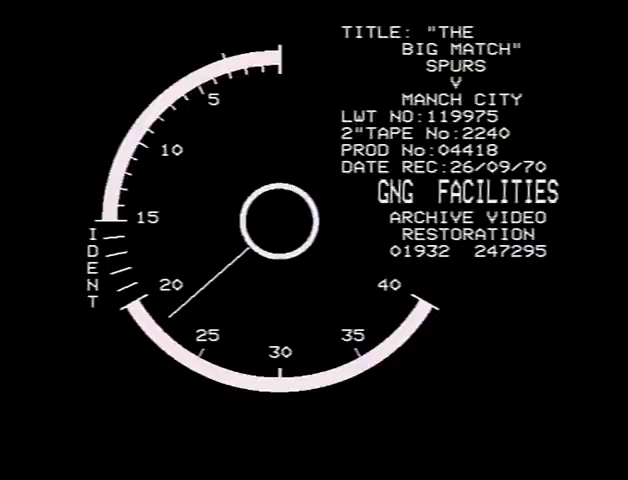 TITLE: "THE
BIG MATCH"
SPURS
V
MANCH CITY
LWT NO:119975
2"TAPE No:2240
PROD No:04418
DATE REC:26/09/70
GNG FACILITIES
ARCHIVE VIDEO
RESTORATION
01932 247295
5
10
15
IDENT
20
25
30
35
40